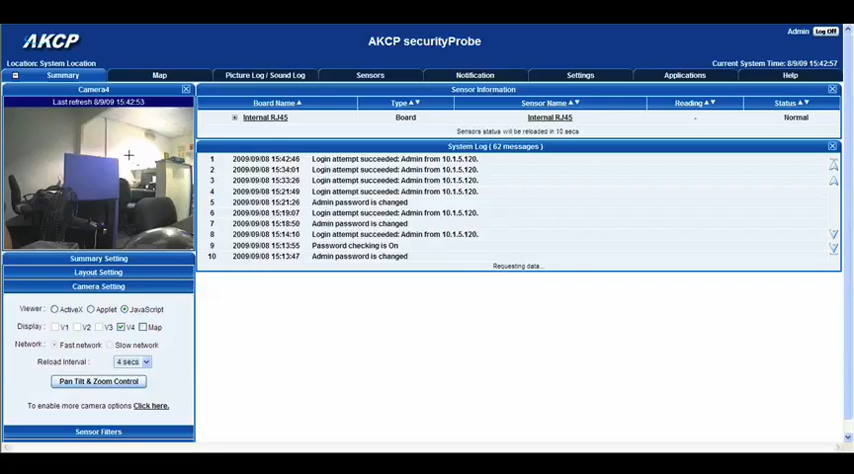 AKCP
AKCP securityProbe
Admin Log Off
Location: System Location
Current System Time: 8/9/09 15:42:57
Summary Map Picture Log / Sound Log Sensors Notification Settings Applications Help
Camera4
Last refresh 8/9/09 15:42:53
Sensor Information
Board Name Type Sensor Name Reading Status
Internal RJ45 Board Internal RJ45 - Normal
Sensors status will be reloaded in 10 secs
System Log ( 62 messages )
1 2009/09/08 15:42:46 Login attempt succeeded: Admin from 10.1.5.120.
2 2009/09/08 15:34:01 Login attempt succeeded: Admin from 10.1.5.120.
3 2009/09/08 15:33:26 Login attempt succeeded: Admin from 10.1.5.120.
4 2009/09/08 15:21:49 Login attempt succeeded: Admin from 10.1.5.120.
5 2009/09/08 15:21:26 Admin password is changed
6 2009/09/08 15:19:07 Login attempt succeeded: Admin from 10.1.5.120.
7 2009/09/08 15:18:50 Admin password is changed
8 2009/09/08 15:14:10 Login attempt succeeded: Admin from 10.1.5.120.
9 2009/09/08 15:13:55 Password checking is On
10 2009/09/08 15:13:47 Admin password is changed
Requesting data...
Summary Setting
Layout Setting
Camera Setting
Viewer : ActiveX Applet JavaScript
Display : V1 V2 V3 V4 Map
Network : Fast network Slow network
Reload Interval : 4 secs
Pan Tilt & Zoom Control
To enable more camera options Click here.
Sensor Filters